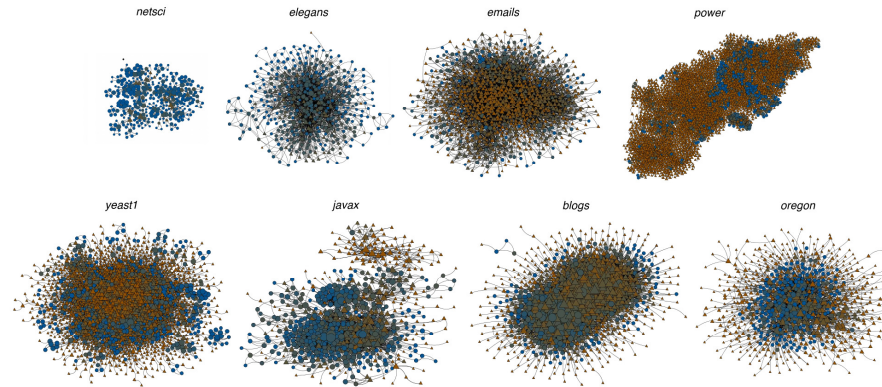 netsci
elegans
emails
power
yeast1
javax
blogs
oregon